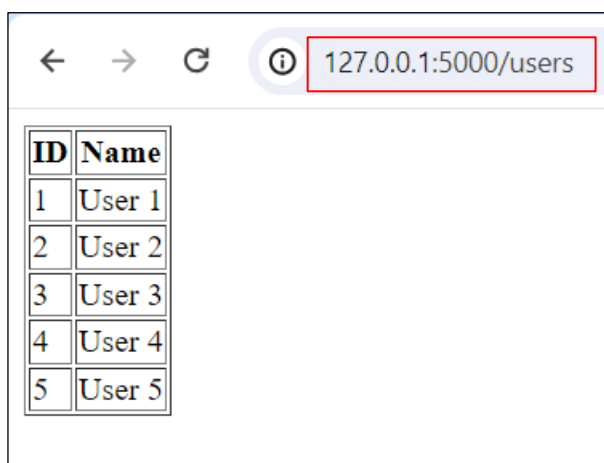 127.0.0.1:5000/users
ID Name
1 User 1
2 User 2
3 User 3
4 User 4
5 User 5